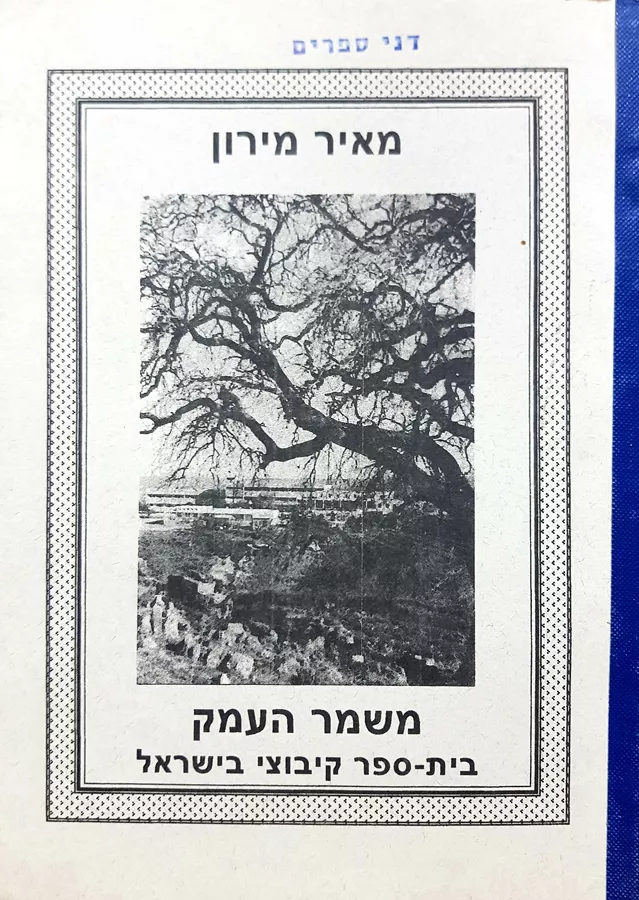 דני ספרים
מאיר מירון
משמר העמק
בית-ספר קיבוצי בישראל